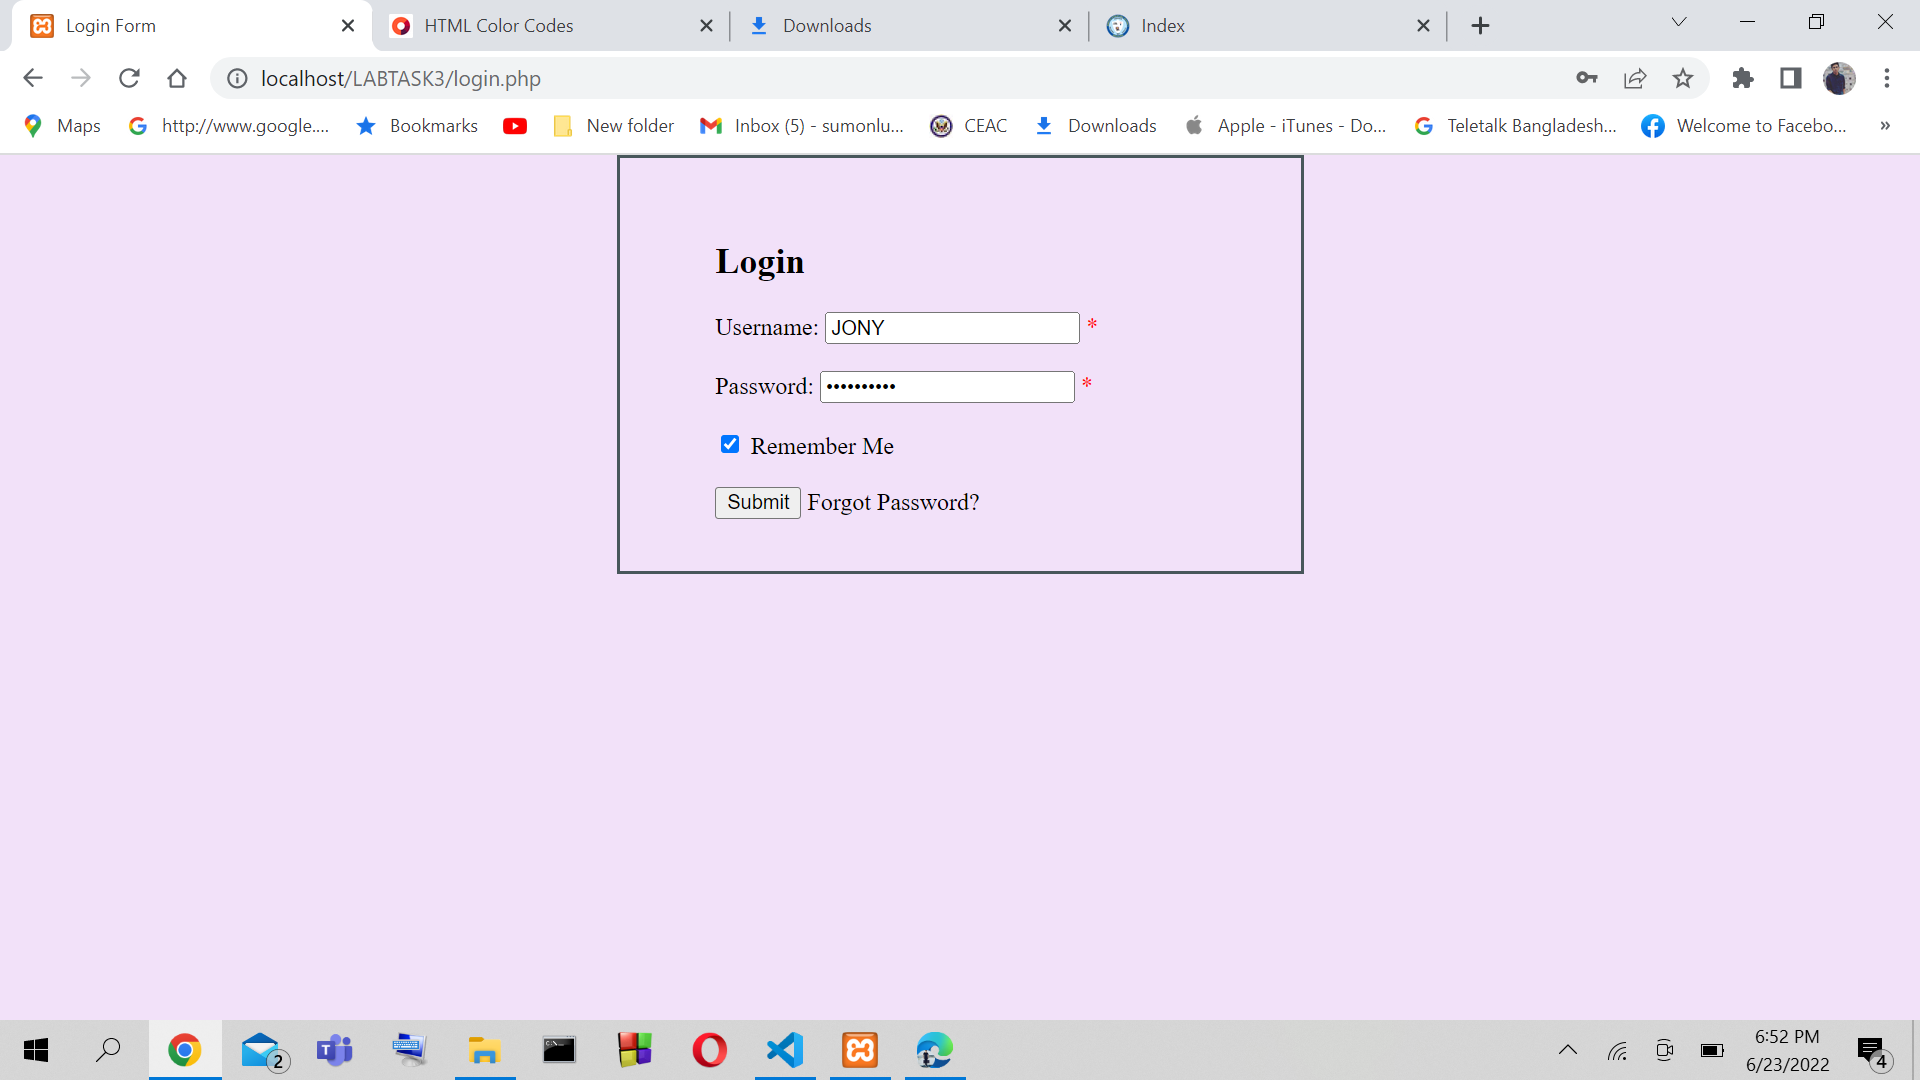 Login Form
HTML Color Codes
Downloads
Index
localhost/LABTASK3/login.php
Maps
http://www.google....
Bookmarks
New folder
Inbox (5) - sumonlu...
CEAC
Downloads
Apple - iTunes - Do...
Teletalk Bangladesh...
Welcome to Facebo...
»
Login
Username: JONY *
Password: •••••••••• *
Remember Me
Submit Forgot Password?
2
6:52 PM
6/23/2022
4